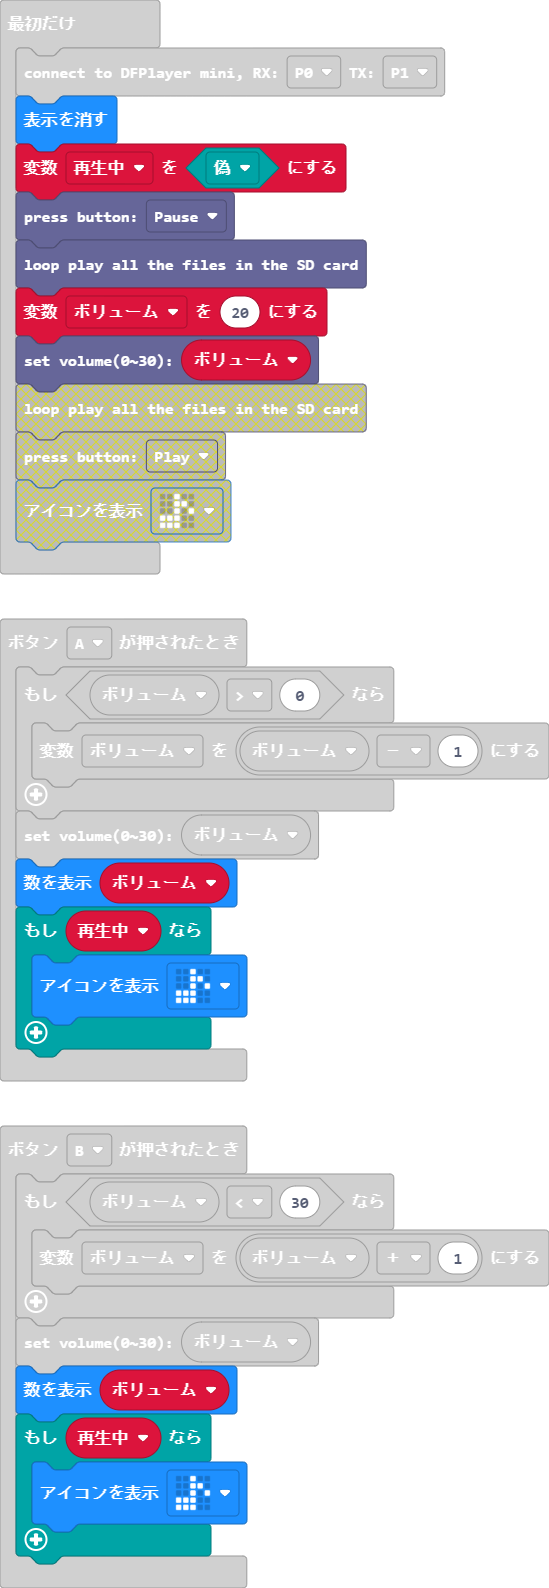 最初だけ
connect to DFPlayer mini, RX: P0 TX: P1
表示を消す
変数 再生中 を 偽 にする
press button: Pause
loop play all the files in the SD card
変数 ボリューム を 20 にする
set volume(0~30): ボリューム
loop play all the files in the SD card
press button: Play
アイコンを表示
ボタン A が押されたとき
もし ボリューム > 0 なら
変数 ボリューム を ボリューム - 1 にする
set volume(0~30): ボリューム
数を表示 ボリューム
もし 再生中 なら
アイコンを表示
ボタン B が押されたとき
もし ボリューム < 30 なら
変数 ボリューム を ボリューム + 1 にする
set volume(0~30): ボリューム
数を表示 ボリューム
もし 再生中 なら
アイコンを表示